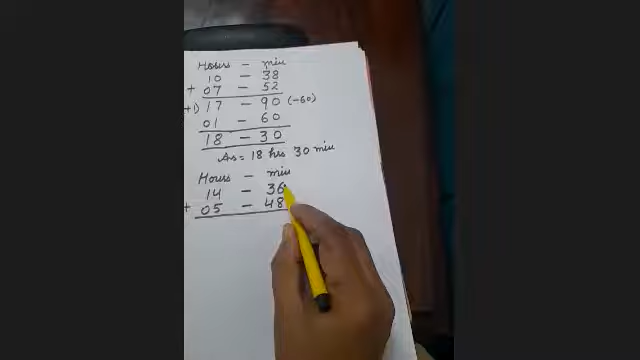 Hours - min
10 - 38
+ 07 - 52
+1) 17 - 90 (-60)
01 - 60
18 - 30
As = 18 hrs 30 min
Hours - min
14 - 36
+ 05 - 48